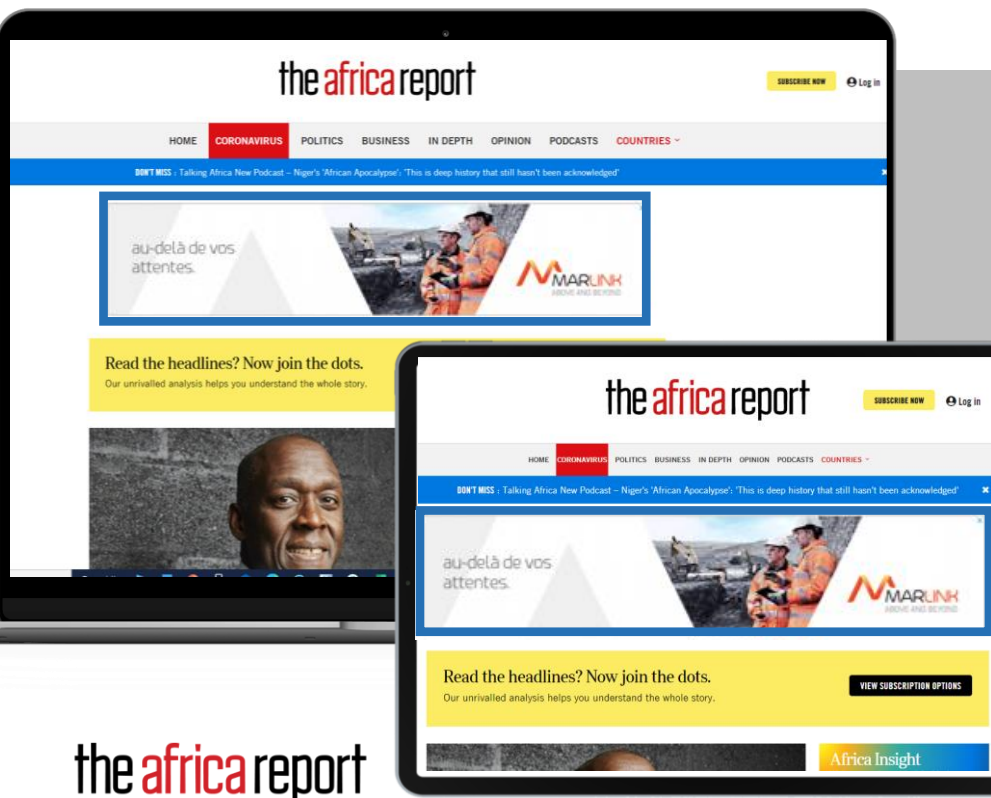 the africa report
SUBSCRIBE NOW
Log in
HOME CORONAVIRUS POLITICS BUSINESS IN DEPTH OPINION PODCASTS COUNTRIES
DON'T MISS : Talking Africa New Podcast – Niger's 'African Apocalypse': 'This is deep history that still hasn't been acknowledged'
au-delà de vos
attentes.
MARLINK
ABOVE AND BEYOND
Read the headlines? Now join the dots.
Our unrivalled analysis helps you understand the whole story.
the africa report
SUBSCRIBE NOW
Log in
HOME CORONAVIRUS POLITICS BUSINESS IN DEPTH OPINION PODCASTS COUNTRIES
DON'T MISS : Talking Africa New Podcast – Niger's 'African Apocalypse': 'This is deep history that still hasn't been acknowledged'
au-delà de vos
attentes.
MARLINK
ABOVE AND BEYOND
Read the headlines? Now join the dots.
Our unrivalled analysis helps you understand the whole story.
VIEW SUBSCRIPTION OPTIONS
Africa Insight
the africa report